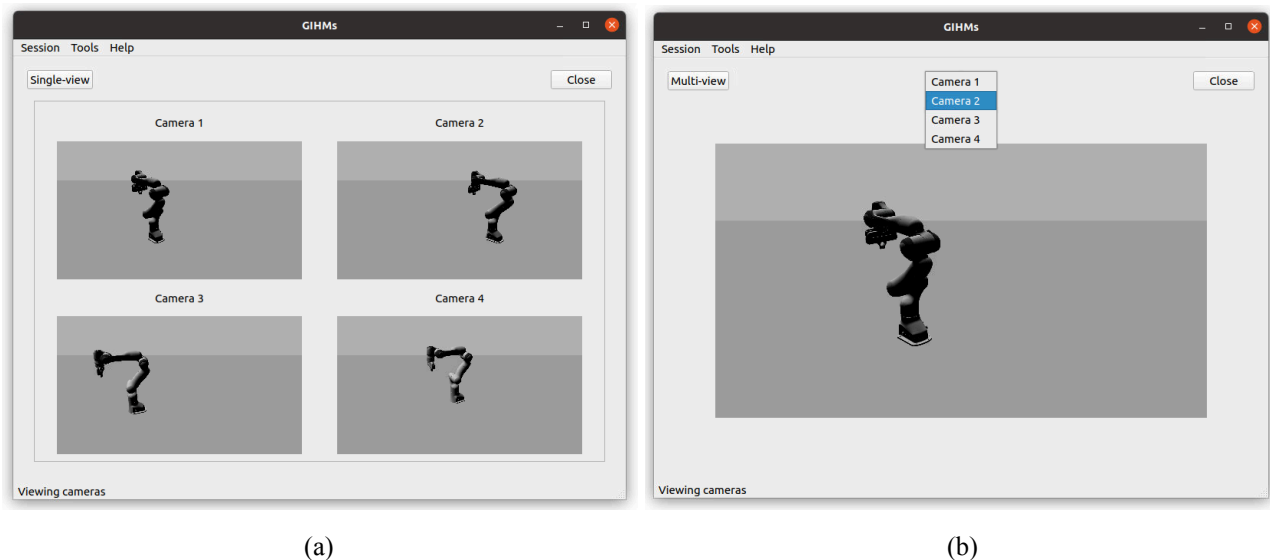 GIHMs
Session Tools Help
Single-view Close
Camera 1 Camera 2
Camera 3 Camera 4
Viewing cameras
(a)
GIHMs
Session Tools Help
Multi-view Close
Camera 1
Camera 2
Camera 3
Camera 4
Viewing cameras
(b)